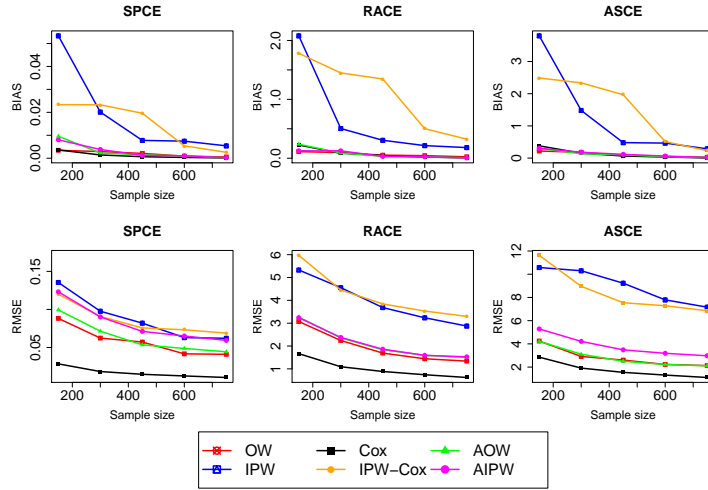 SPCE
RACE
ASCE
BIAS
0.00
0.02
0.04
200
400
600
Sample size
BIAS
0.0
1.0
2.0
200
400
600
Sample size
BIAS
0
1
2
3
200
400
600
Sample size
SPCE
RACE
ASCE
RMSE
0.05
0.15
200
400
600
Sample size
RMSE
1
2
3
4
5
6
200
400
600
Sample size
RMSE
2
4
6
8
10
12
200
400
600
Sample size
OW Cox AOW
IPW IPW−Cox AIPW